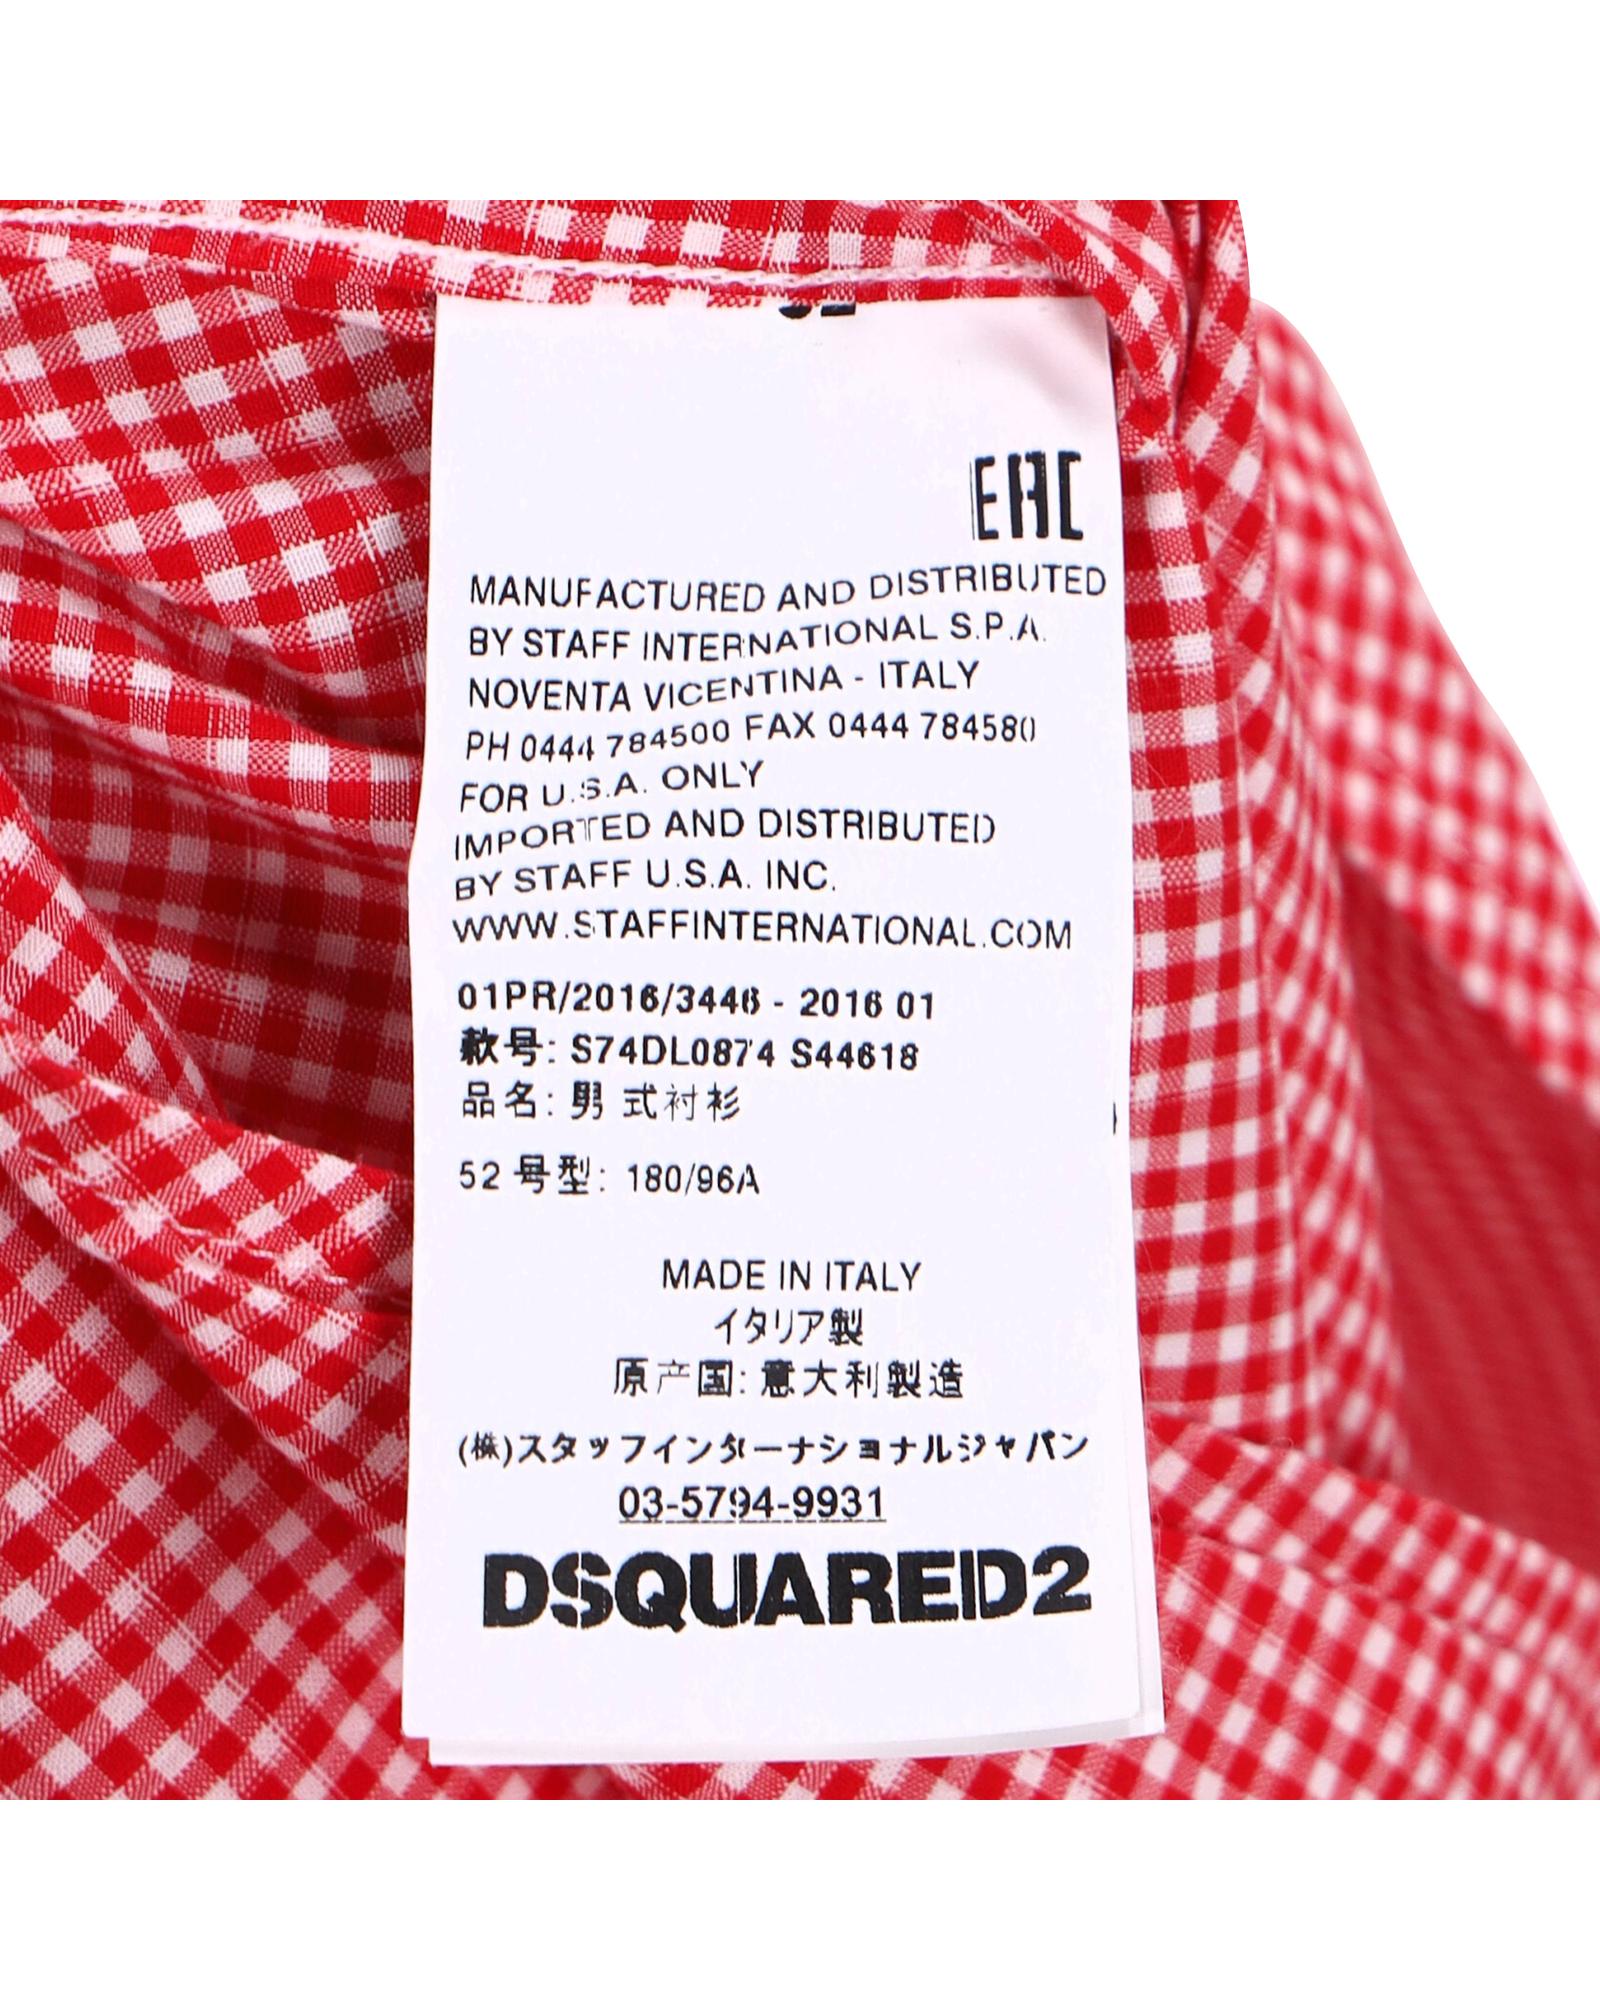 EAC
MANUFACTURED AND DISTRIBUTED
BY STAFF INTERNATIONAL S.P.A.
NOVENTA VICENTINA - ITALY
PH 0444 784500 FAX 0444 784580
FOR U.S.A. ONLY
IMPORTED AND DISTRIBUTED
BY STAFF U.S.A. INC.
WWW.STAFFINTERNATIONAL.COM
01PR/2016/3446 - 2016 01
款号: S74DL0874 S44618
品名: 男 式衬衫
52 号型: 180/96A
MADE IN ITALY
イタリア製
原产国: 意大利製造
(株)スタッフインターナショナルジャパン
03-5794-9931
DSQUARED2